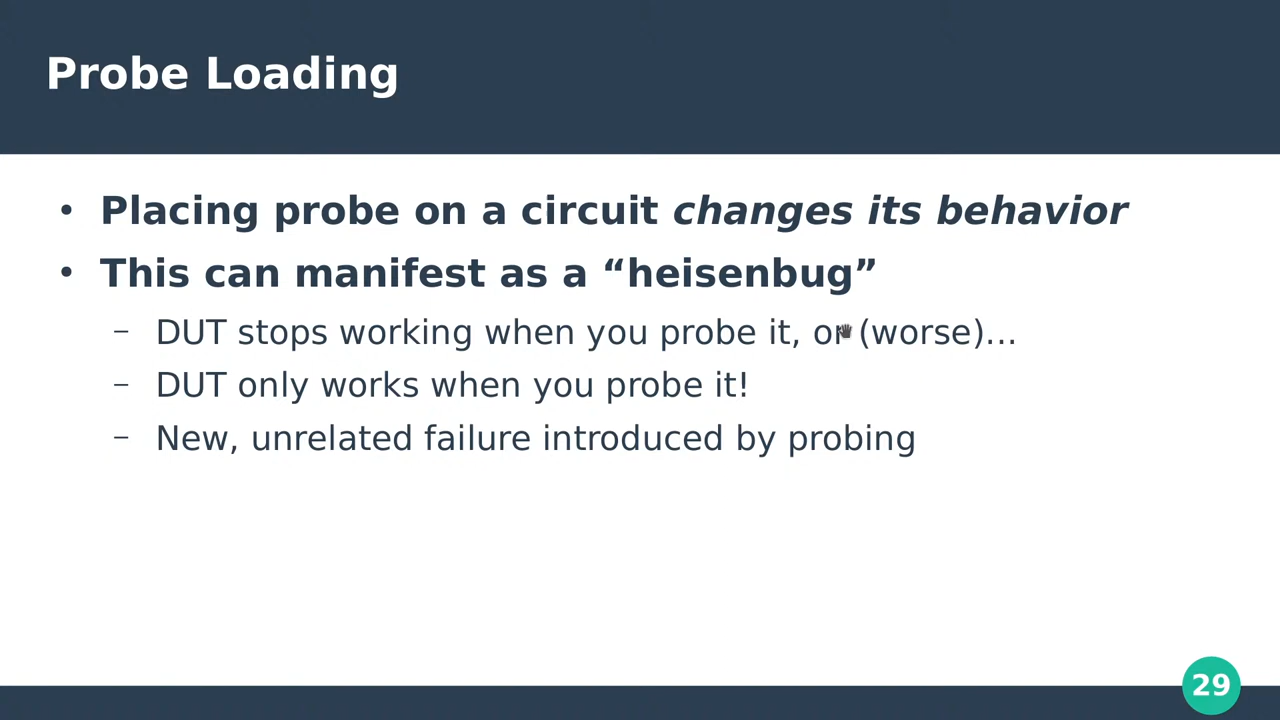 Probe Loading
• Placing probe on a circuit changes its behavior
• This can manifest as a “heisenbug”
– DUT stops working when you probe it, or (worse)...
– DUT only works when you probe it!
– New, unrelated failure introduced by probing
29